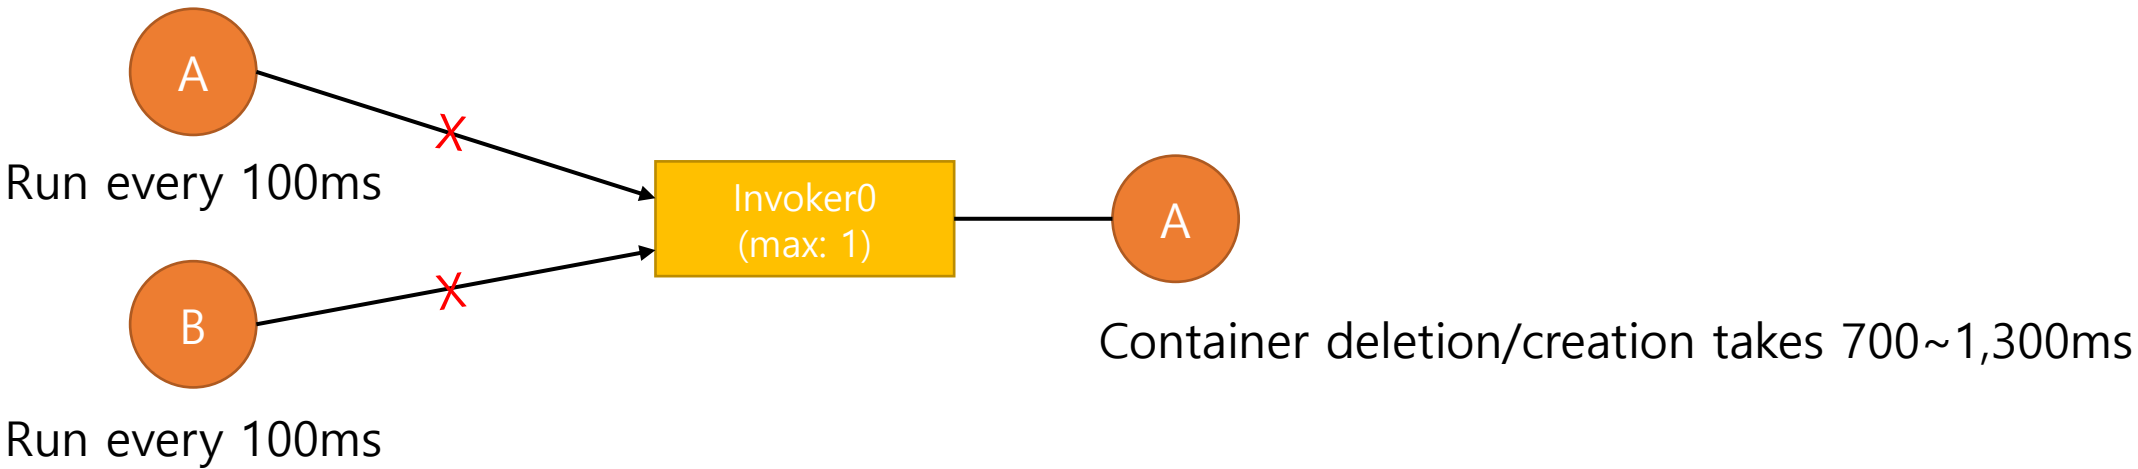 A
X
Run every 100ms
Invoker0
(max: 1)
A
B
X
Container deletion/creation takes 700~1,300ms
Run every 100ms